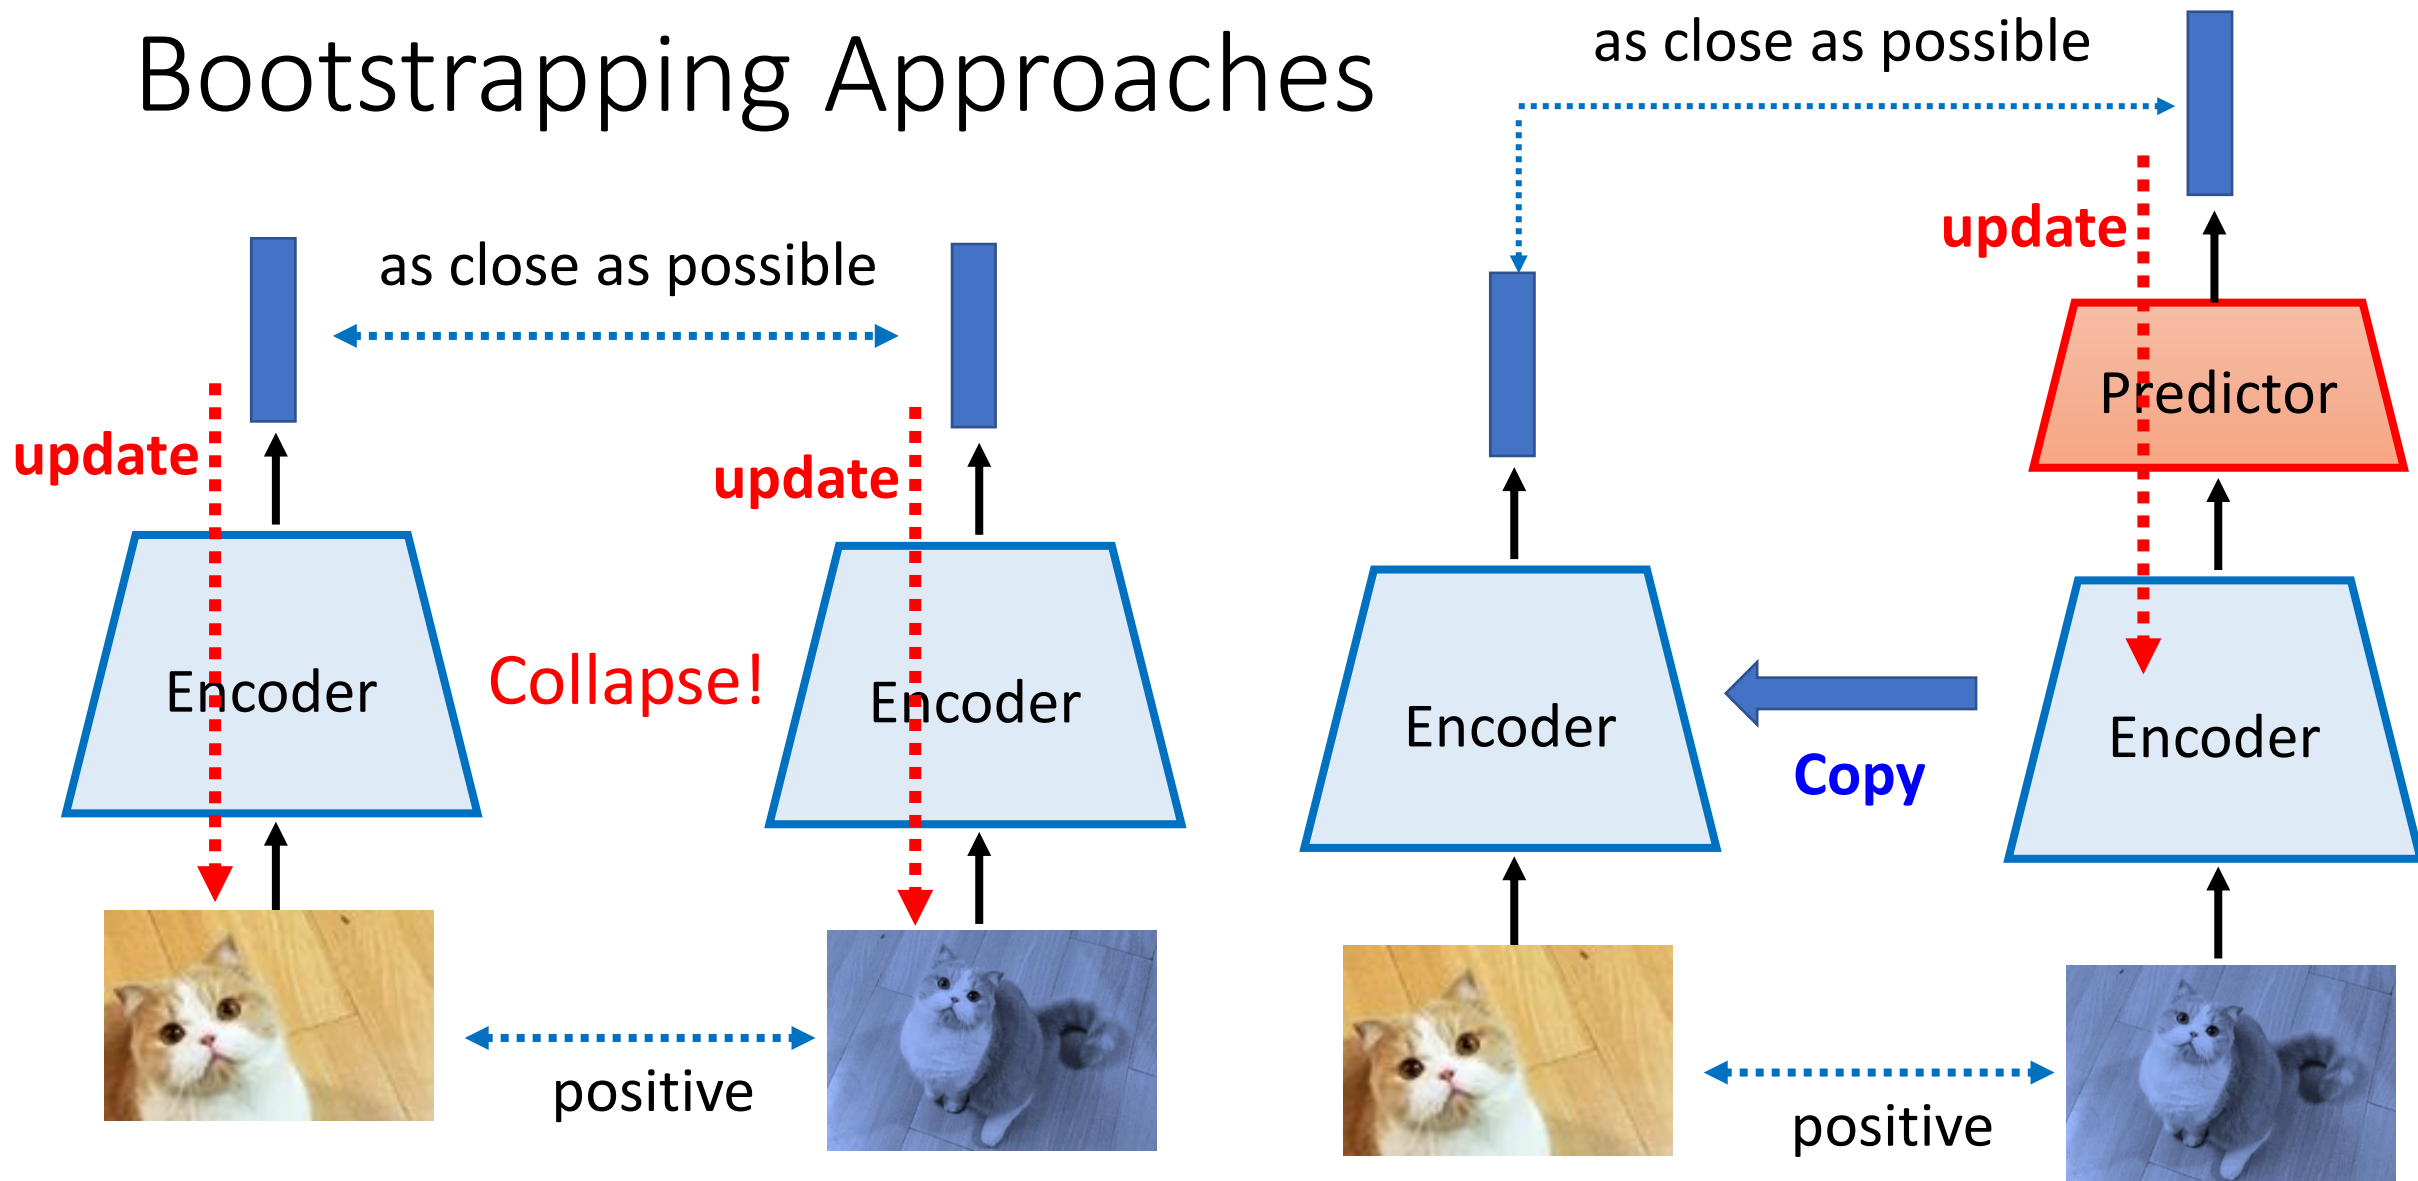 Bootstrapping Approaches
as close as possible
update
update
Encoder
Collapse!
Encoder
positive
as close as possible
update
Predictor
Encoder
Copy
Encoder
positive